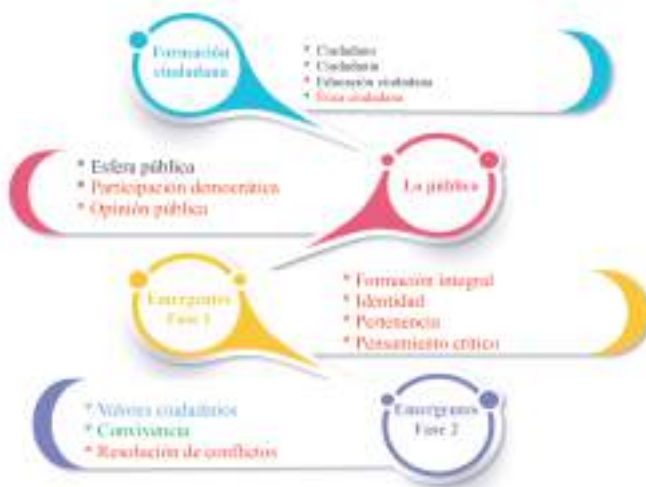 Formación
ciudadana
* Ciudadano
* Ciudadanía
* Educación ciudadana
* Ética ciudadana
* Esfera pública
* Participación democrática
* Opinión pública
Lo público
Emergentes
Fase 1
* Formación integral
* Identidad
* Pertenencia
* Pensamiento crítico
* Valores ciudadanos
* Convivencia
* Resolución de conflictos
Emergentes
Fase 2